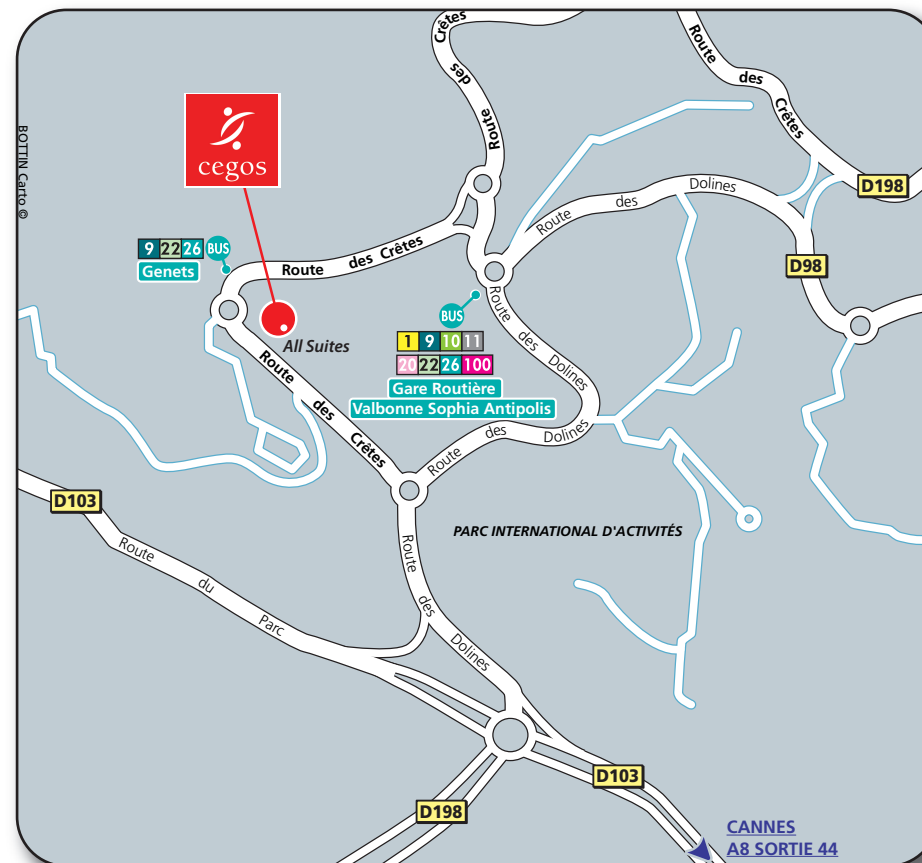 Crêtes
des
Route
Route
des
Crêtes
D198
BOTTIN Carto ©
cegos
Route des Dolines
D98
9 22 26 BUS
Genets
Route des Crêtes
All Suites
BUS
1 9 10 11
20 22 26 100
Gare Routière
Valbonne Sophia Antipolis
Route
des
Dolines
Route
des
Crêtes
Route des Dolines
D103
PARC INTERNATIONAL D'ACTIVITÉS
Route
du
Parc
Route
des
Dolines
D103
D198
CANNES
A8 SORTIE 44